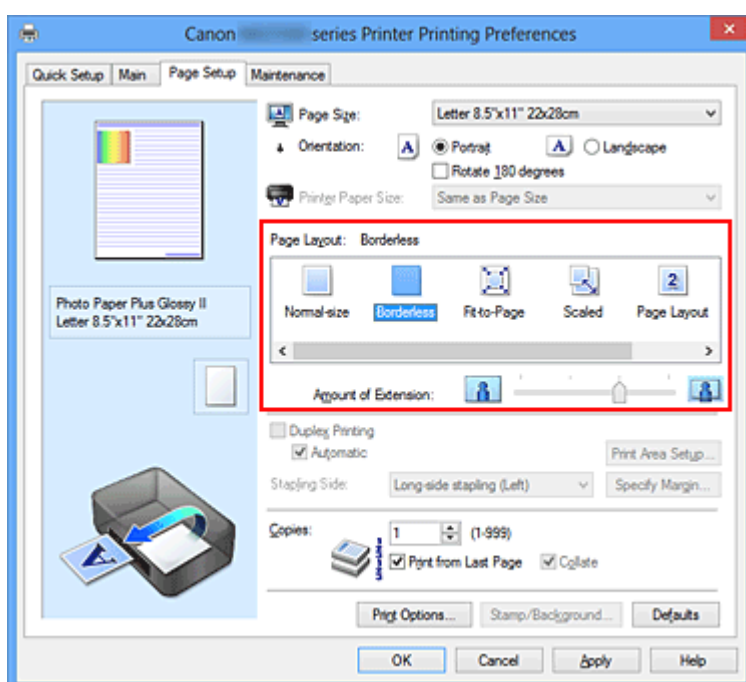 Canon series Printer Printing Preferences
Quick Setup Main Page Setup Maintenance
Page Size: Letter 8.5"x11" 22x28cm
Orientation: A Portrait A Landscape
Rotate 180 degrees
Printer Paper Size: Same as Page Size
Page Layout: Borderless
2
Normal-size Borderless Fit-to-Page Scaled Page Layout
Amount of Extension:
Photo Paper Plus Glossy II
Letter 8.5"x11" 22x28cm
Duplex Printing
Automatic
Print Area Setup...
Stapling Side: Long-side stapling (Left) Specify Margin...
Copies: 1 (1-999)
Print from Last Page Collate
A
Print Options... Stamp/Background... Defaults
OK Cancel Apply Help